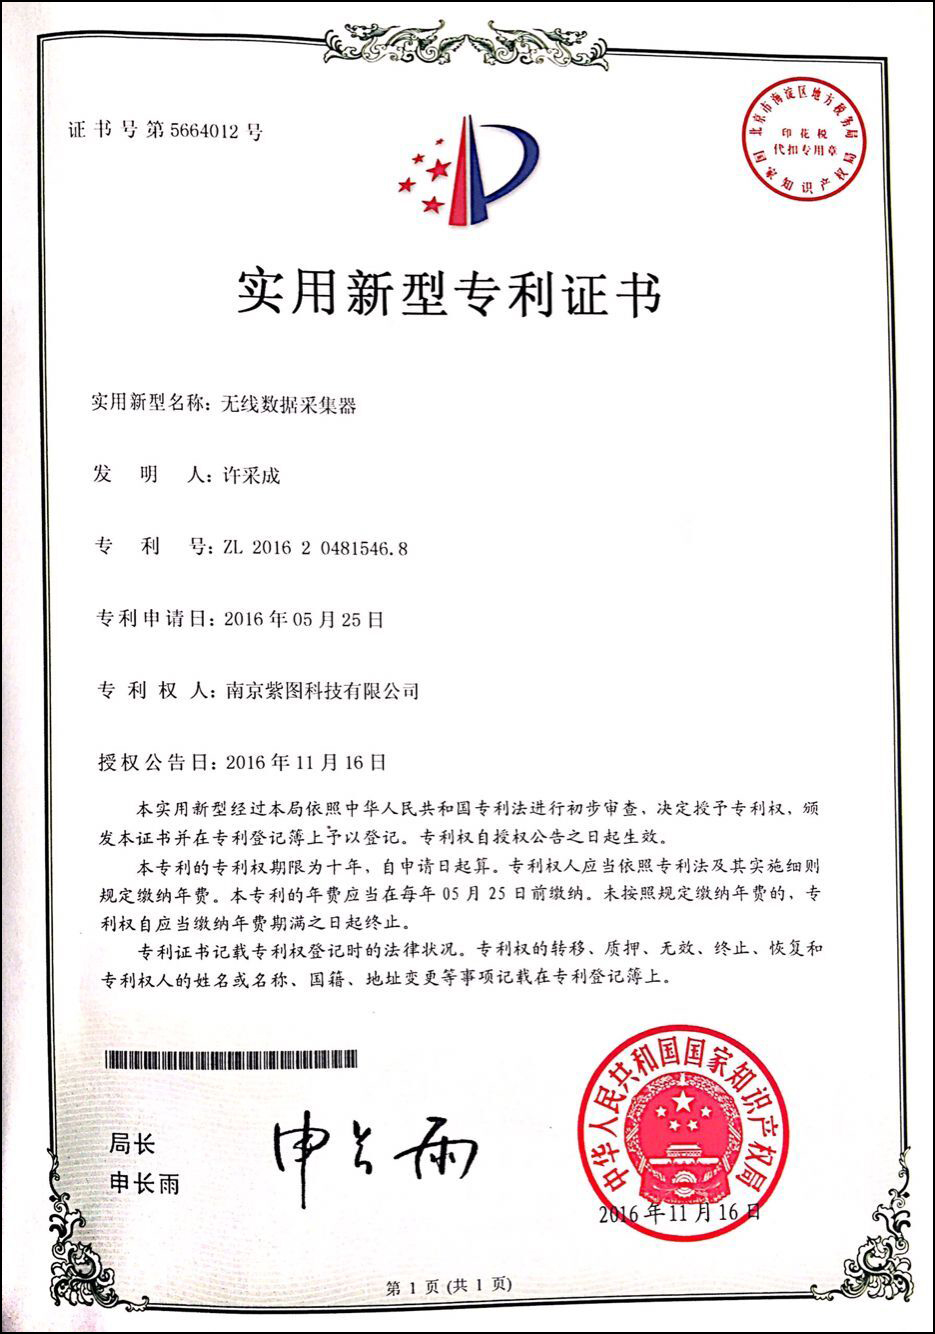 证书号第5664012号
北京市海淀区地方税务局
印花税
代扣专用章
国家知识产权局
实用新型专利证书
实用新型名称：无线数据采集器
发明人：许采成
专利号：ZL 2016 2 0481546.8
专利申请日：2016年05月25日
专利权人：南京紫图科技有限公司
授权公告日：2016年11月16日
本实用新型经过本局依照中华人民共和国专利法进行初步审查，决定授予专利权，颁
发本证书并在专利登记簿上予以登记。专利权自授权公告之日起生效。
本专利的专利权期限为十年，自申请日起算。专利权人应当依照专利法及其实施细则
规定缴纳年费。本专利的年费应当在每年05月25日前缴纳。未按照规定缴纳年费的，专
利权自应当缴纳年费期满之日起终止。
专利证书记载专利权登记时的法律状况。专利权的转移、质押、无效、终止、恢复和
专利权人的姓名或名称、国籍、地址变更等事项记载在专利登记簿上。
局长
申长雨
申长雨
中华人民共和国国家知识产权局
2016年11月16日
第1页(共1页)